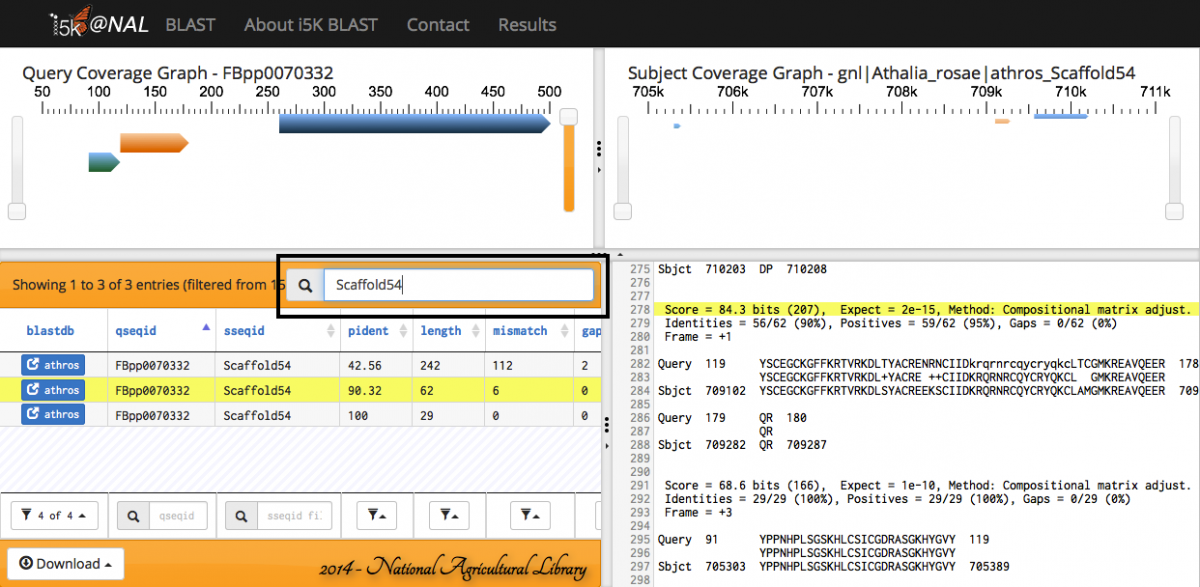 i5k@NAL BLAST About i5K BLAST Contact Results
Query Coverage Graph - FBpp0070332
50 100 150 200 250 300 350 400 450 500
Subject Coverage Graph - gnl|Athalia_rosae|athros_Scaffold54
705k 706k 707k 708k 709k 710k 711k
Showing 1 to 3 of 3 entries (filtered from 15
Scaffold54
blastdb qseqid sseqid pident length mismatch gap
athros FBpp0070332 Scaffold54 42.56 242 112 2
athros FBpp0070332 Scaffold54 90.32 62 6 0
athros FBpp0070332 Scaffold54 100 29 0 0
4 of 4 qseqid sseqid fi
Download
2014 - National Agricultural Library
275 Sbjct 710203 DP 710208
276
277
278 Score = 84.3 bits (207), Expect = 2e-15, Method: Compositional matrix adjust.
279 Identities = 56/62 (90%), Positives = 59/62 (95%), Gaps = 0/62 (0%)
280 Frame = +1
281
282 Query 119 YSCEGCKGFFKRTVRKDLTYACRENRNCIIDkrqrnrcqycryqkcLTCGMKREAVQEER 178
283 YSCEGCKGFFKRTVRKDL+YACRE ++CIIDKRQRNRCQYCRYQKCL GMKREAVQEER
284 Sbjct 709102 YSCEGCKGFFKRTVRKDLSYACREEKSCIIDKRQRNRCQYCRYQKCLAMGMKREAVQEER 709
285
286 Query 179 QR 180
287 QR
288 Sbjct 709282 QR 709287
289
290
291 Score = 68.6 bits (166), Expect = 1e-10, Method: Compositional matrix adjust.
292 Identities = 29/29 (100%), Positives = 29/29 (100%), Gaps = 0/29 (0%)
293 Frame = +3
294
295 Query 91 YPPNHPLSGSKHLCSICGDRASGKHYGVY 119
296 YPPNHPLSGSKHLCSICGDRASGKHYGVY
297 Sbjct 705303 YPPNHPLSGSKHLCSICGDRASGKHYGVY 705389
298